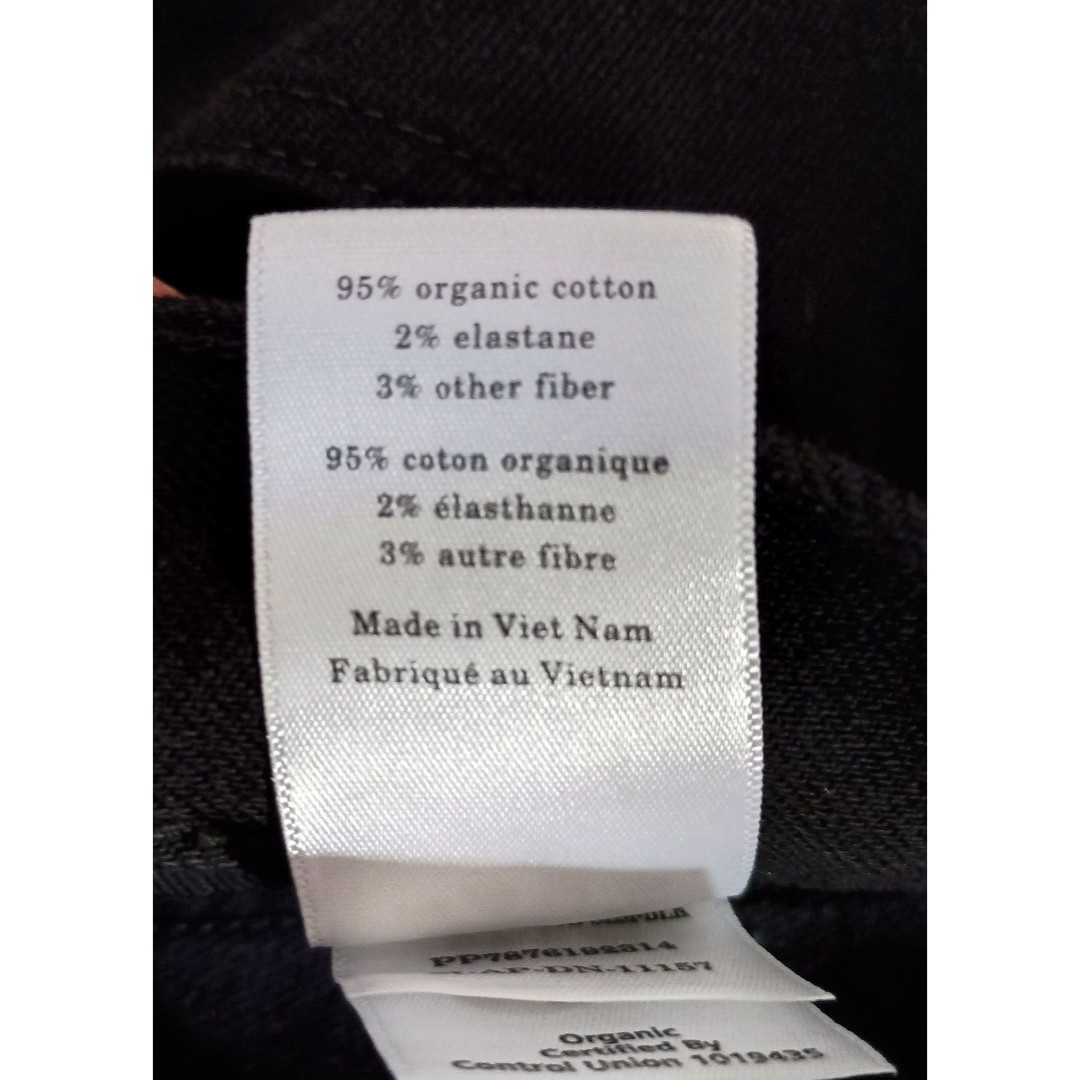 95% organic cotton
2% elastane
3% other fiber
95% coton organique
2% élasthanne
3% autre fibre
Made in Viet Nam
Fabriqué au Vietnam
PP7876192314
AP-DN-11157
Organic
Certified By
Control Union 1019435